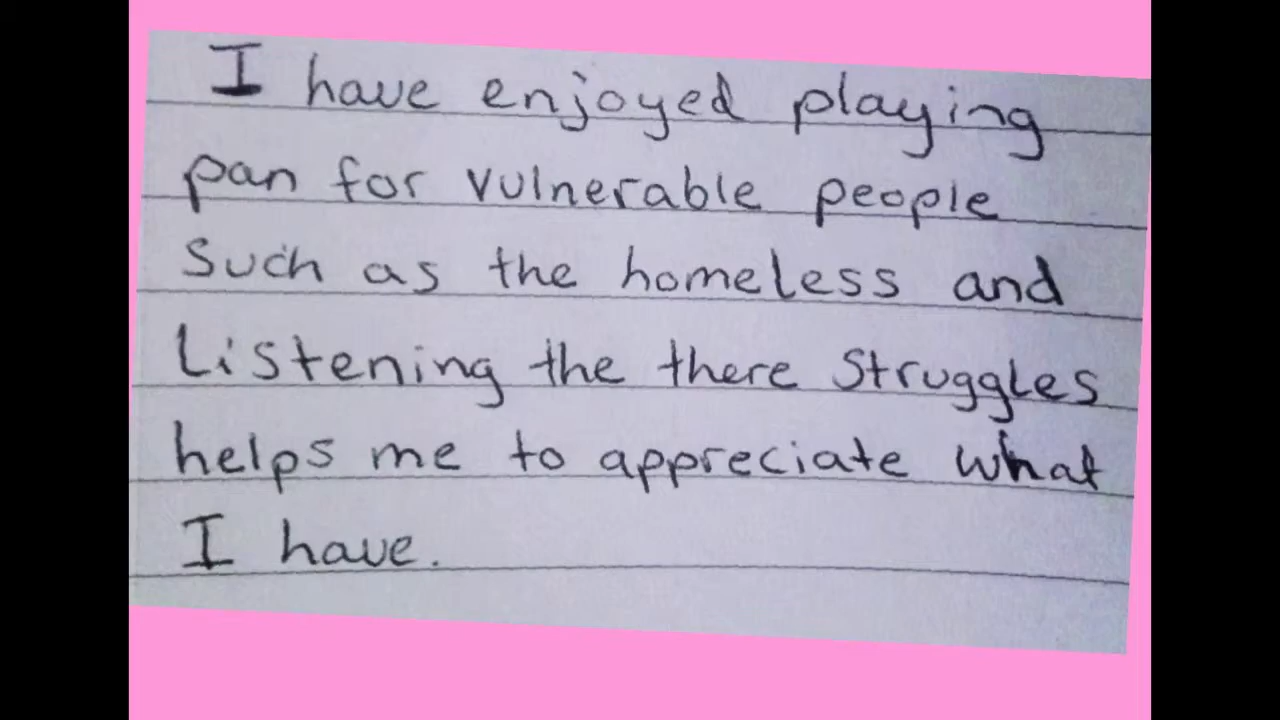 I have enjoyed playing
pan for vulnerable people
such as the homeless and
Listening the there struggles
helps me to appreciate what
I have.